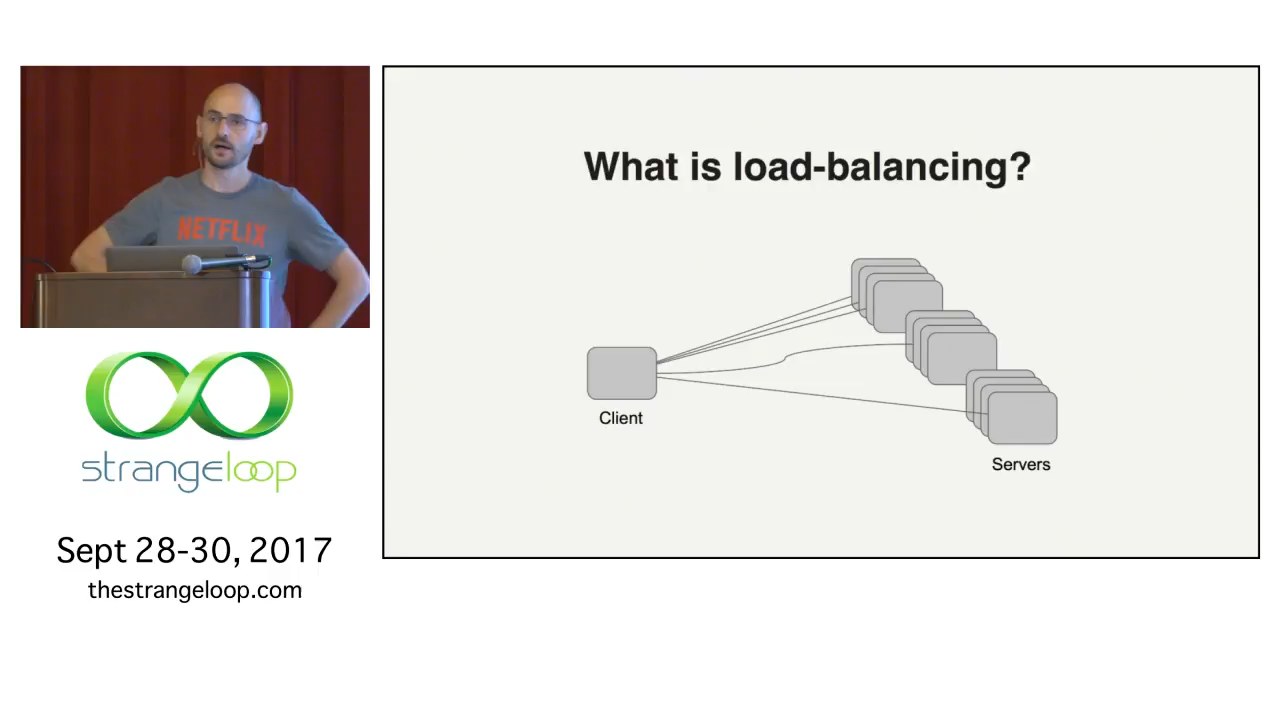 NETFLIX
strangeloop
Sept 28-30, 2017
thestrangeloop.com
What is load-balancing?
Client
Servers